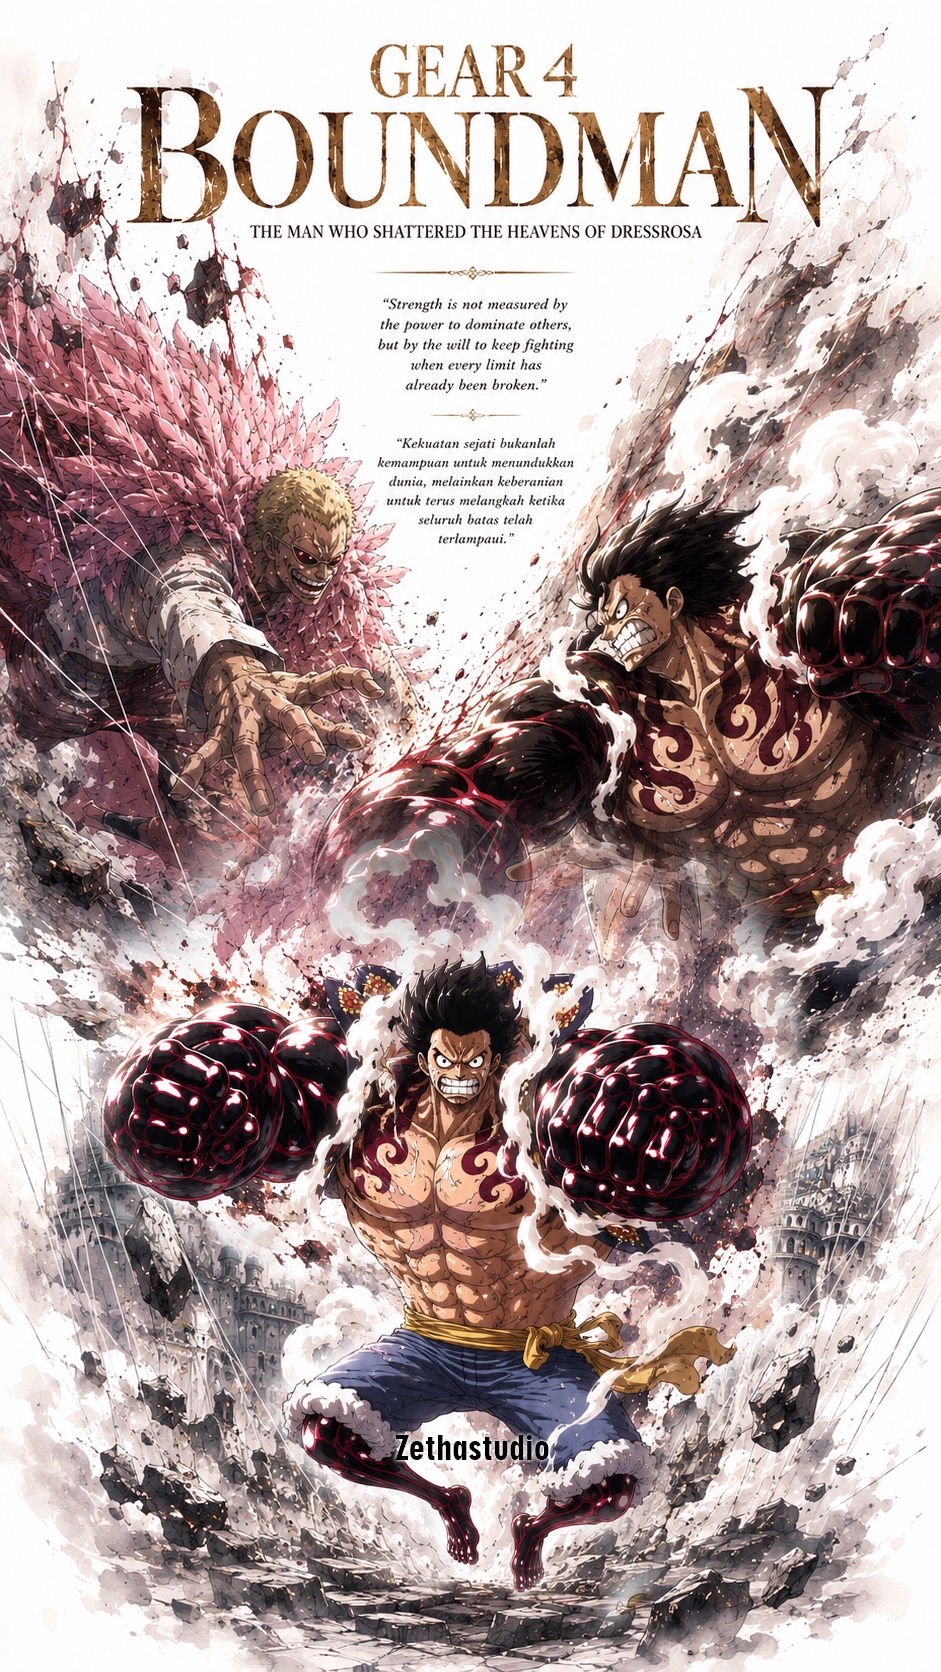 GEAR 4
BOUNDMAN
THE MAN WHO SHATTERED THE HEAVENS OF DRESSROSA
“Strength is not measured by
the power to dominate others,
but by the will to keep fighting
when every limit has
already been broken.”
“Kekuatan sejati bukanlah
kemampuan untuk menundukkan
dunia, melainkan keberanian
untuk terus melangkah ketika
seluruh batas telah
terlampaui.”
Zethastudio